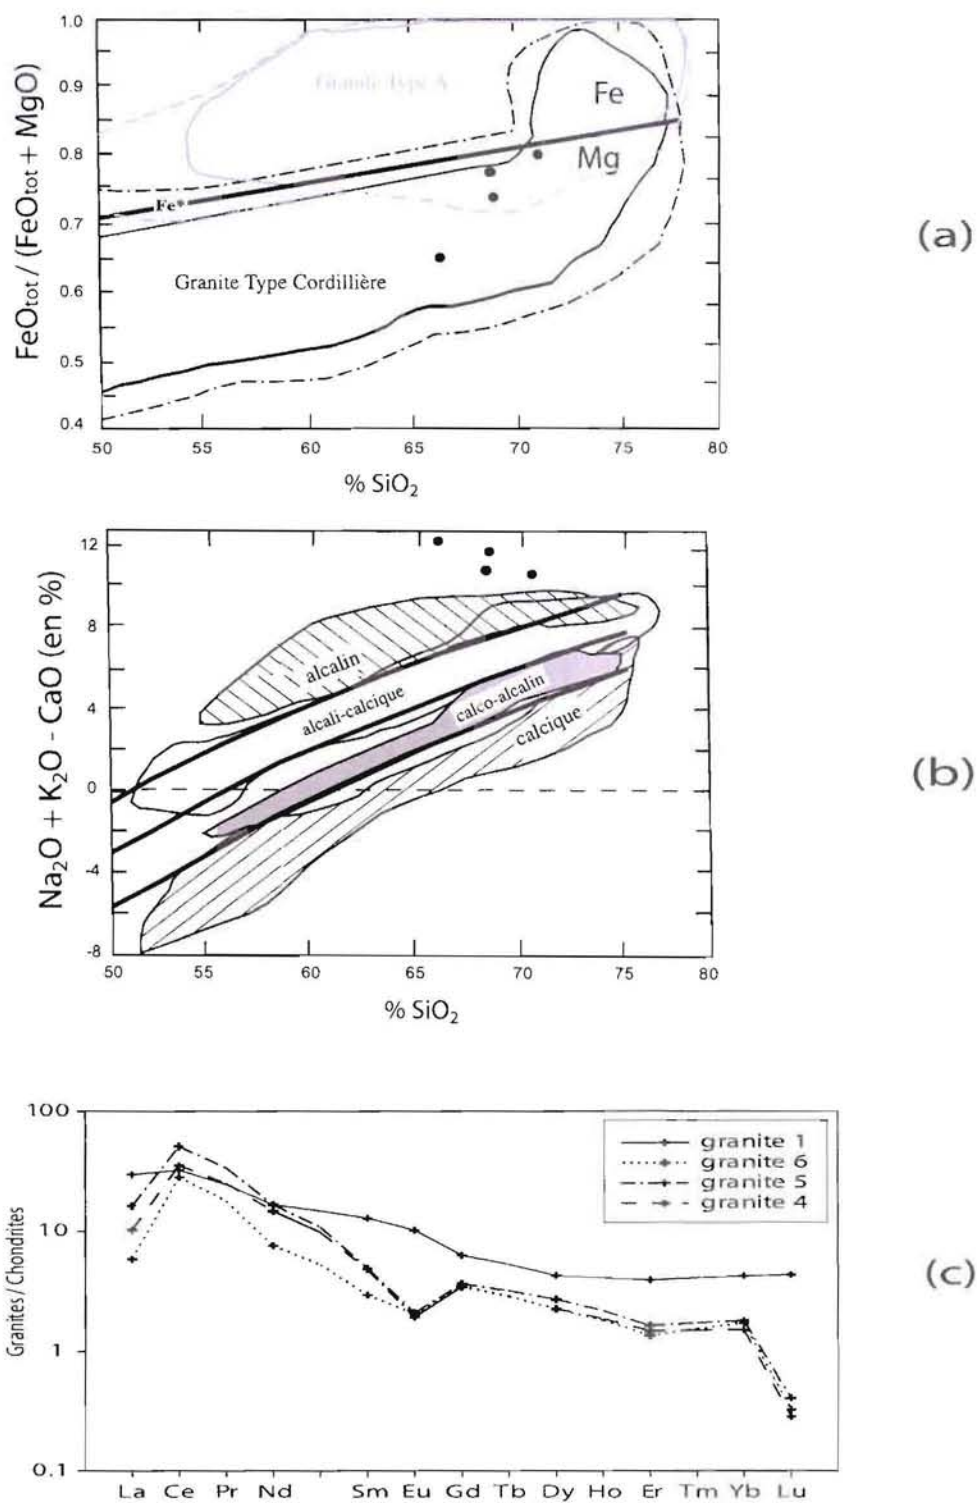 1.0
0.9
0.8
0.7
0.6
0.5
0.4
FeOtot / (FeOtot + MgO)
Granite Type A
Fe
Mg
Fe*
Granite Type Cordillière
50 55 60 65 70 75 80
% SiO2
(a)
12
8
4
0
-4
-8
Na2O + K2O - CaO (en %)
alcalin
alcali-calcique
calco-alcalin
calcique
50 55 60 65 70 75 80
% SiO2
(b)
100
10
1
0.1
Granites / Chondrites
granite 1
granite 6
granite 5
granite 4
La Ce Pr Nd Sm Eu Gd Tb Dy Ho Er Tm Yb Lu
(c)